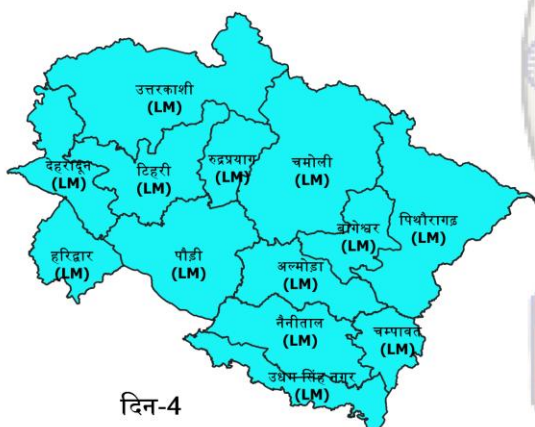 उत्तरकाशी
(LM)
देहरादून
(LM)
टिहरी
(LM)
रुद्रप्रयाग
(LM)
चमोली
(LM)
बागेश्वर
(LM)
पिथौरागढ़
(LM)
हरिद्वार
(LM)
पौड़ी
(LM)
अल्मोड़ा
(LM)
नैनीताल
(LM)
चम्पावत
(LM)
उधम सिंह नगर
(LM)
दिन-4